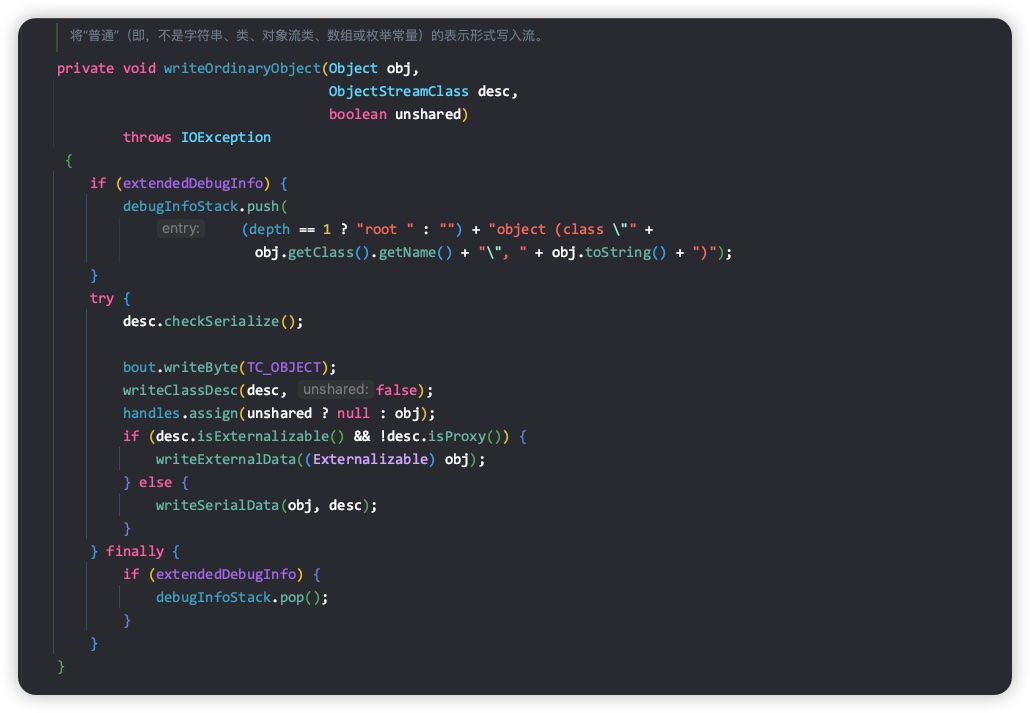 将“普通”（即，不是字符串、类、对象流类、数组或枚举常量）的表示形式写入流。
private void writeOrdinaryObject(Object obj,
                                 ObjectStreamClass desc,
                                 boolean unshared)
        throws IOException
 {
    if (extendedDebugInfo) {
        debugInfoStack.push(
            entry: (depth == 1 ? "root " : "") + "object (class \"" +
                        obj.getClass().getName() + "\", " + obj.toString() + ")");
    }
    try {
        desc.checkSerialize();

        bout.writeByte(TC_OBJECT);
        writeClassDesc(desc, unshared: false);
        handles.assign(unshared ? null : obj);
        if (desc.isExternalizable() && !desc.isProxy()) {
            writeExternalData((Externalizable) obj);
        } else {
            writeSerialData(obj, desc);
        }
    } finally {
        if (extendedDebugInfo) {
            debugInfoStack.pop();
        }
    }
}